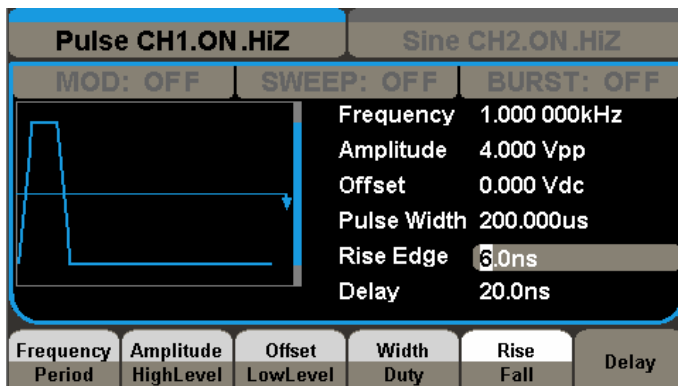 Pulse CH1.ON.HiZ
Sine CH2.ON.HiZ
MOD: OFF
SWEEP: OFF
BURST: OFF
Frequency 1.000 000kHz
Amplitude 4.000 Vpp
Offset 0.000 Vdc
Pulse Width 200.000us
Rise Edge 6.0ns
Delay 20.0ns
Frequency Amplitude Offset Width Rise
Period HighLevel LowLevel Duty Fall Delay